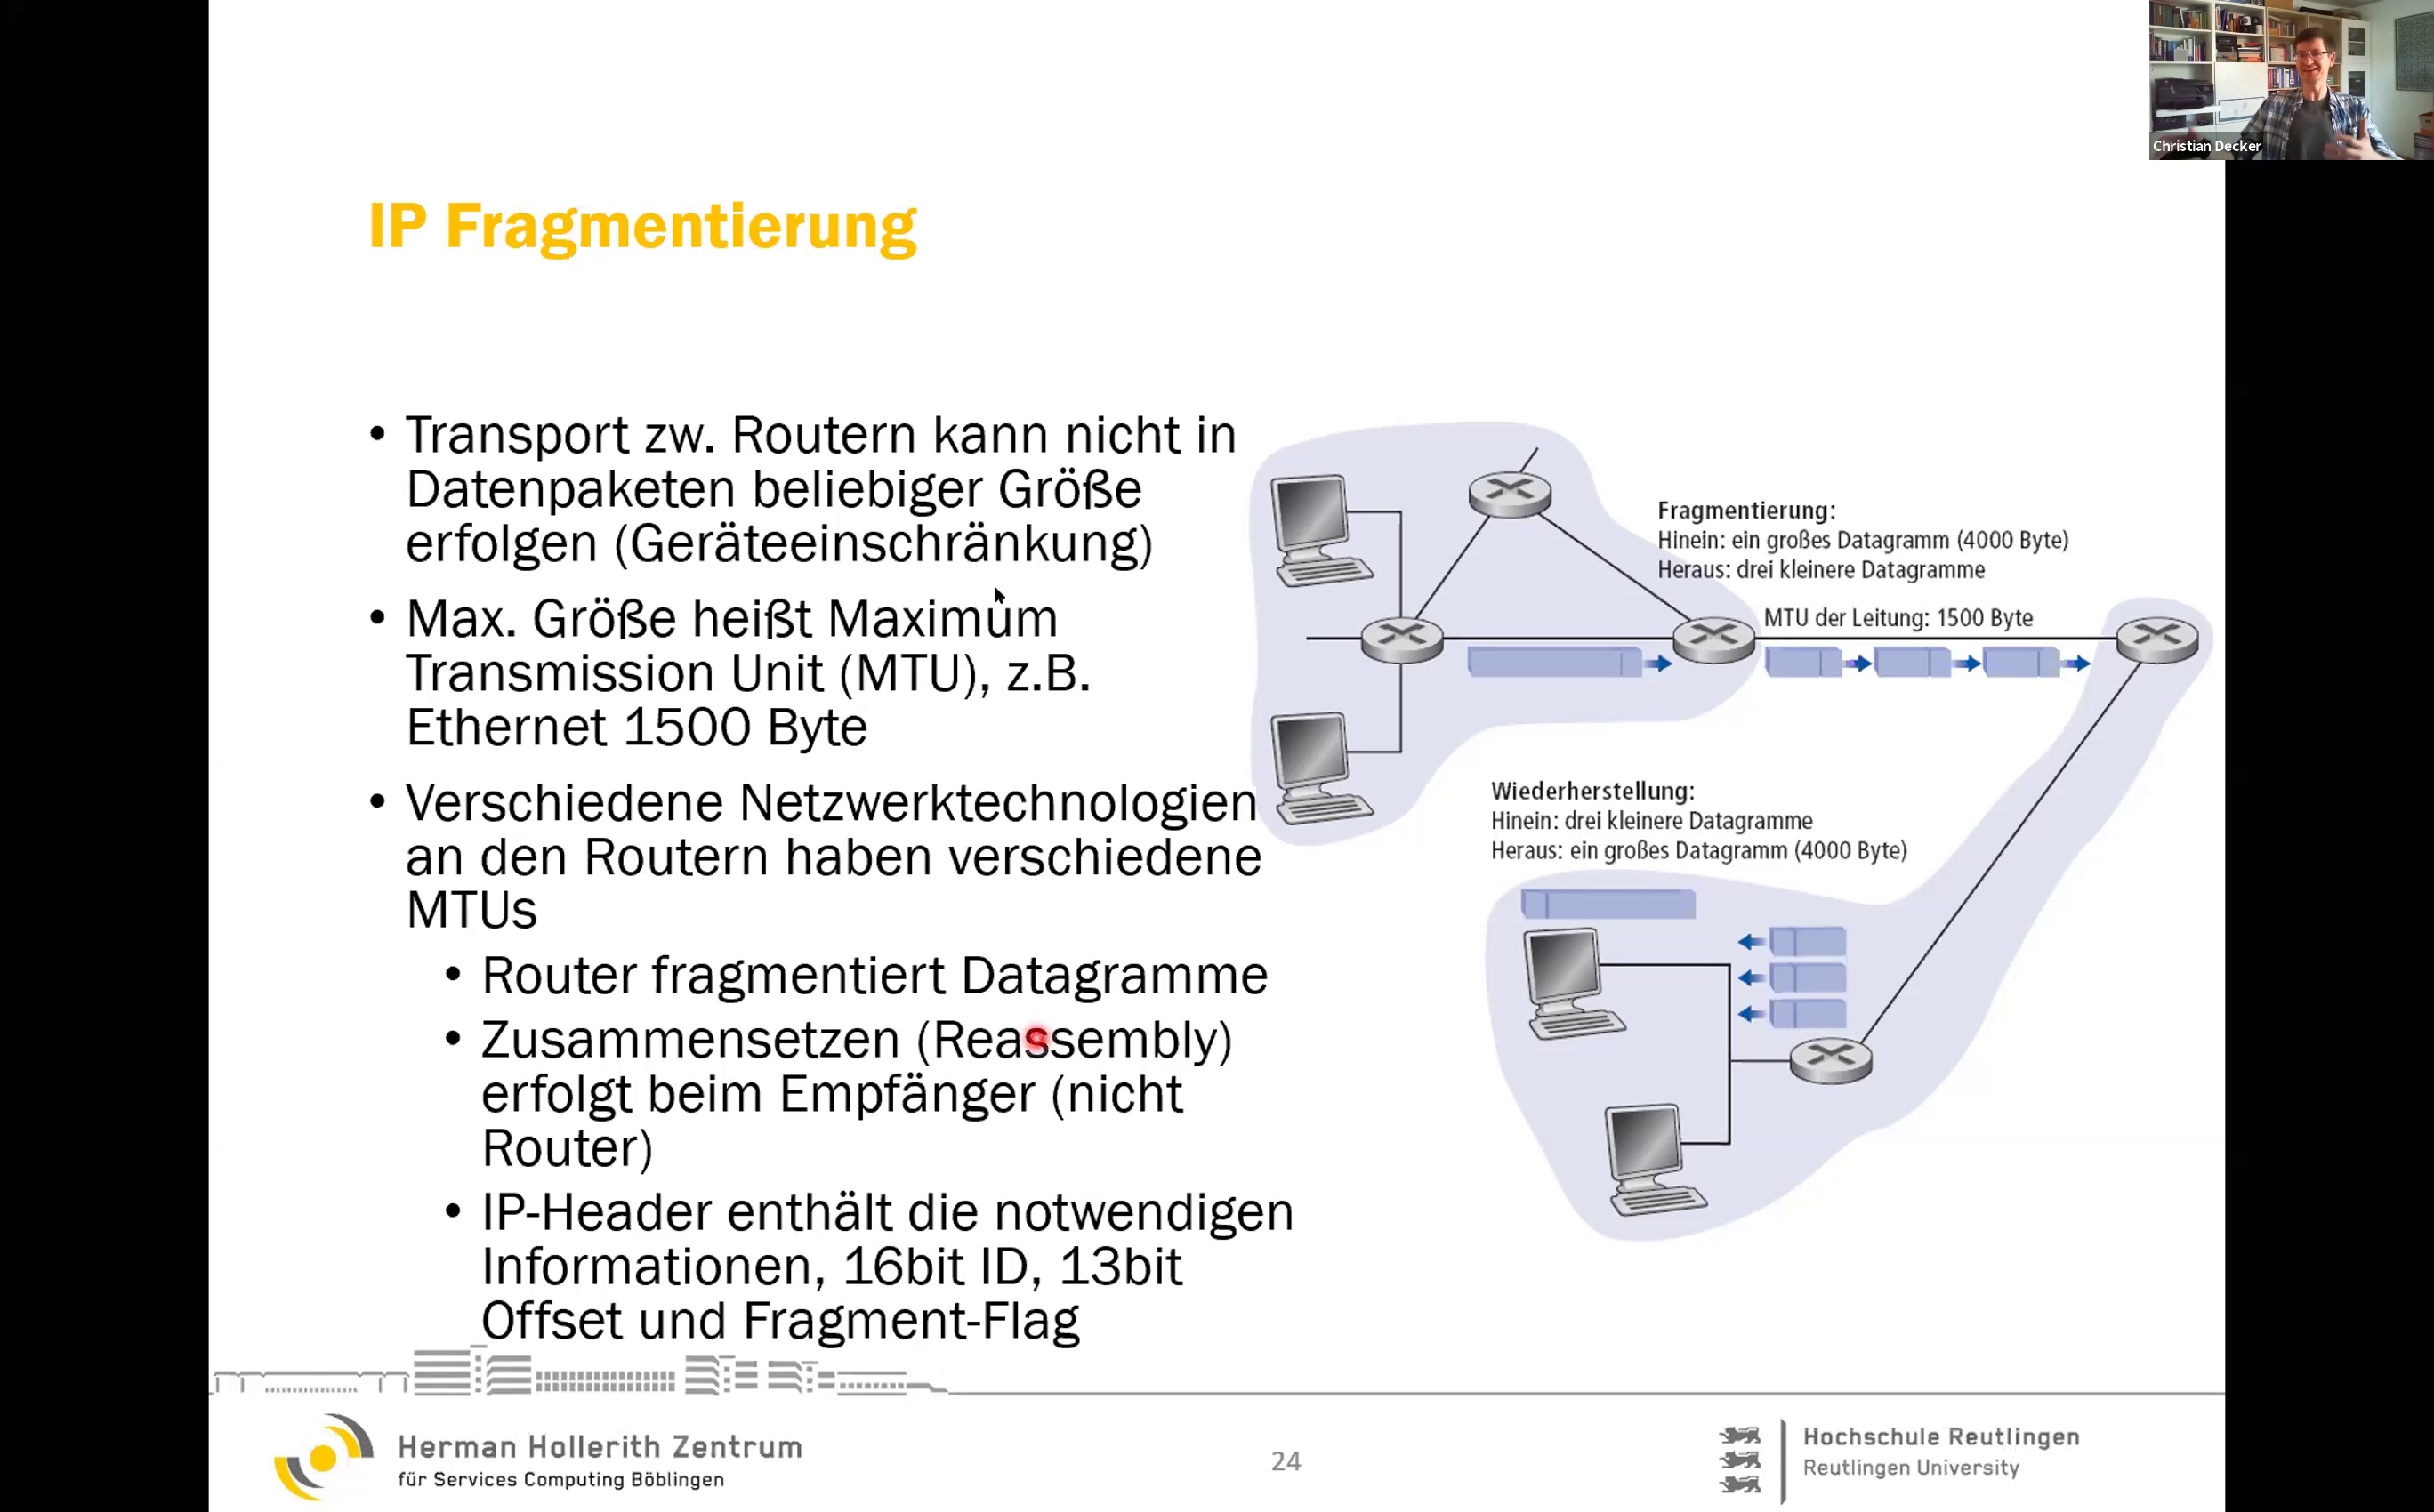 Christian Decker
IP Fragmentierung
• Transport zw. Routern kann nicht in
Datenpaketen beliebiger Größe
erfolgen (Geräteeinschränkung)
• Max. Größe heißt Maximum
Transmission Unit (MTU), z.B.
Ethernet 1500 Byte
• Verschiedene Netzwerktechnologien
an den Routern haben verschiedene
MTUs
• Router fragmentiert Datagramme
• Zusammensetzen (Reassembly)
erfolgt beim Empfänger (nicht
Router)
• IP-Header enthält die notwendigen
Informationen, 16bit ID, 13bit
Offset und Fragment-Flag
Fragmentierung:
Hinein: ein großes Datagramm (4000 Byte)
Heraus: drei kleinere Datagramme
MTU der Leitung: 1500 Byte
Wiederherstellung:
Hinein: drei kleinere Datagramme
Heraus: ein großes Datagramm (4000 Byte)
Herman Hollerith Zentrum
für Services Computing Böblingen
24
Hochschule Reutlingen
Reutlingen University